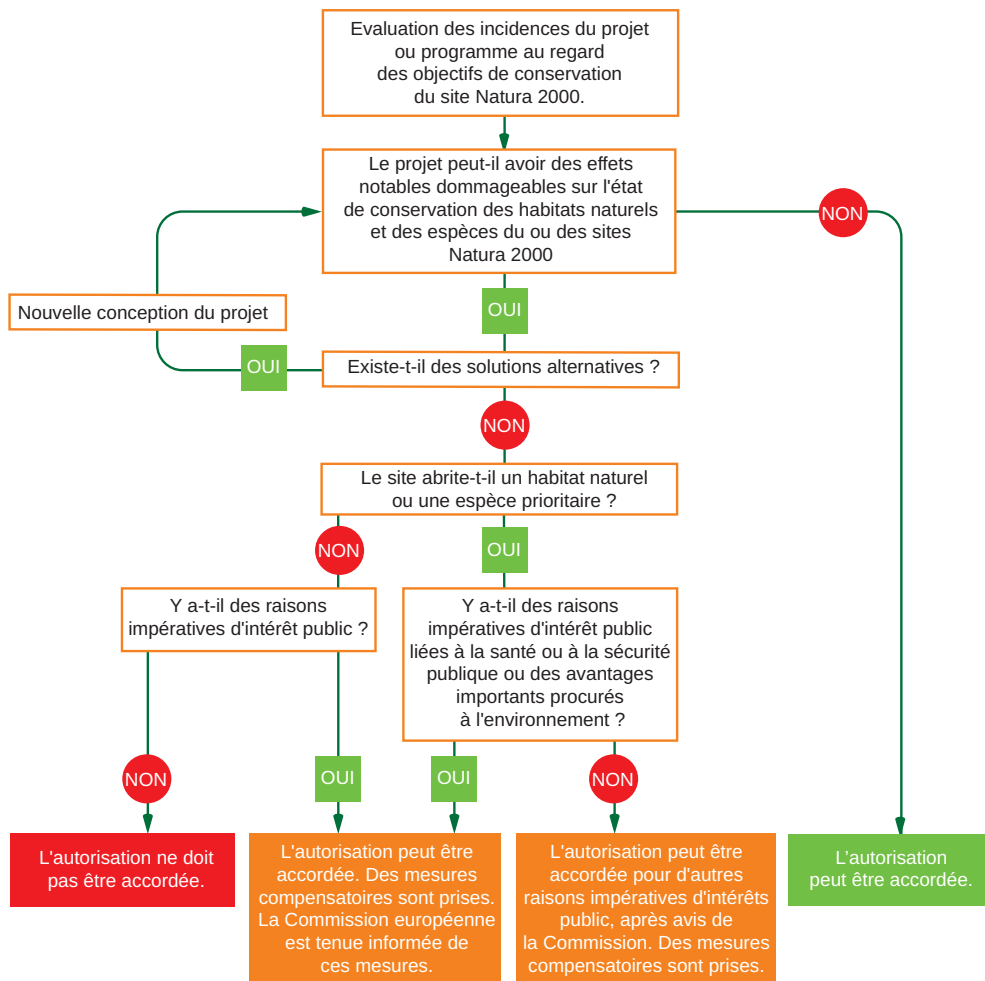 Evaluation des incidences du projet
ou programme au regard
des objectifs de conservation
du site Natura 2000.
Le projet peut-il avoir des effets
notables dommageables sur l'état
de conservation des habitats naturels
et des espèces du ou des sites
Natura 2000
NON
OUI
Nouvelle conception du projet
OUI
Existe-t-il des solutions alternatives ?
NON
Le site abrite-t-il un habitat naturel
ou une espèce prioritaire ?
NON
OUI
Y a-t-il des raisons
impératives d'intérêt public ?
Y a-t-il des raisons
impératives d'intérêt public
liées à la santé ou à la sécurité
publique ou des avantages
importants procurés
à l'environnement ?
NON
OUI
OUI
NON
L'autorisation ne doit
pas être accordée.
L'autorisation peut être
accordée. Des mesures
compensatoires sont prises.
La Commission européenne
est tenue informée de
ces mesures.
L'autorisation peut être
accordée pour d'autres
raisons impératives d'intérêts
public, après avis de
la Commission. Des mesures
compensatoires sont prises.
L’autorisation
peut être accordée.